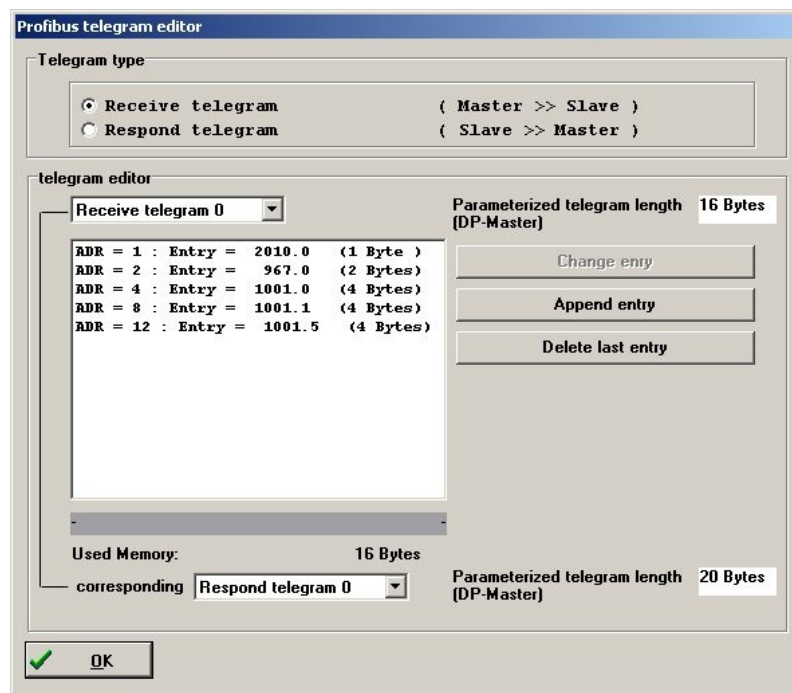 Profibus telegram editor
Telegram type
Receive telegram ( Master >> Slave )
Respond telegram ( Slave >> Master )
telegram editor
Receive telegram 0
Parameterized telegram length 16 Bytes
(DP-Master)
ADR = 1 : Entry = 2010.0 (1 Byte )
ADR = 2 : Entry = 967.0 (2 Bytes)
ADR = 4 : Entry = 1001.0 (4 Bytes)
ADR = 8 : Entry = 1001.1 (4 Bytes)
ADR = 12 : Entry = 1001.5 (4 Bytes)
Change enry
Append entry
Delete last entry
- -
Used Memory: 16 Bytes
corresponding Respond telegram 0
Parameterized telegram length 20 Bytes
(DP-Master)
OK